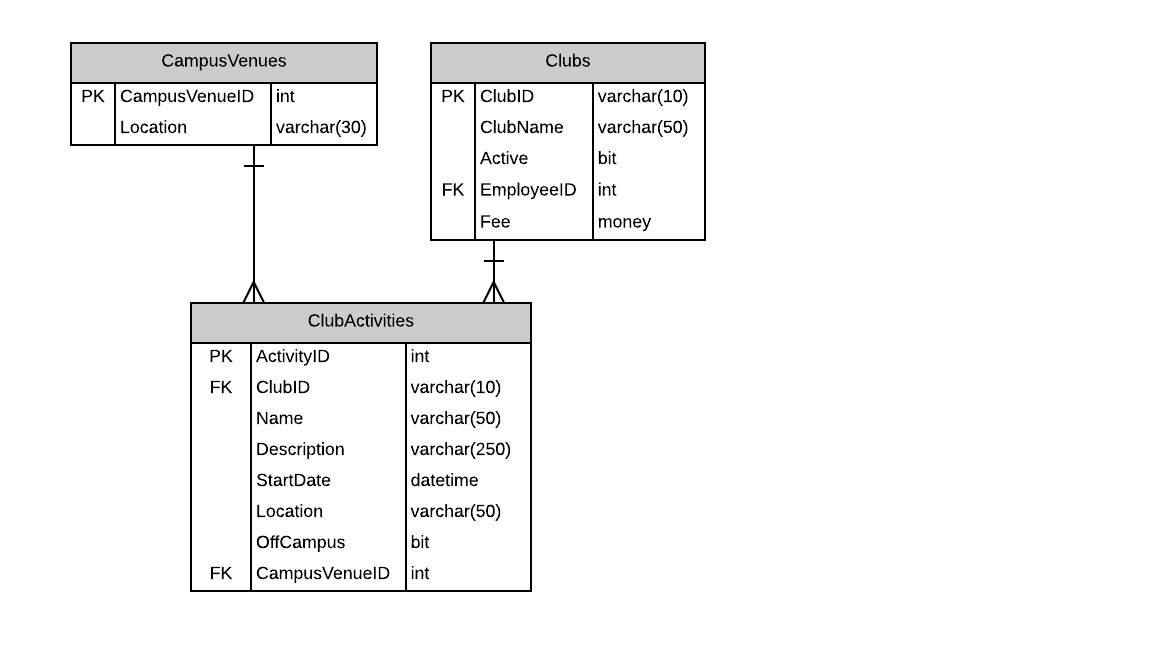 CampusVenues
PK CampusVenueID int
Location varchar(30)
Clubs
PK ClubID varchar(10)
ClubName varchar(50)
Active bit
FK EmployeeID int
Fee money
ClubActivities
PK ActivityID int
FK ClubID varchar(10)
Name varchar(50)
Description varchar(250)
StartDate datetime
Location varchar(50)
OffCampus bit
FK CampusVenueID int